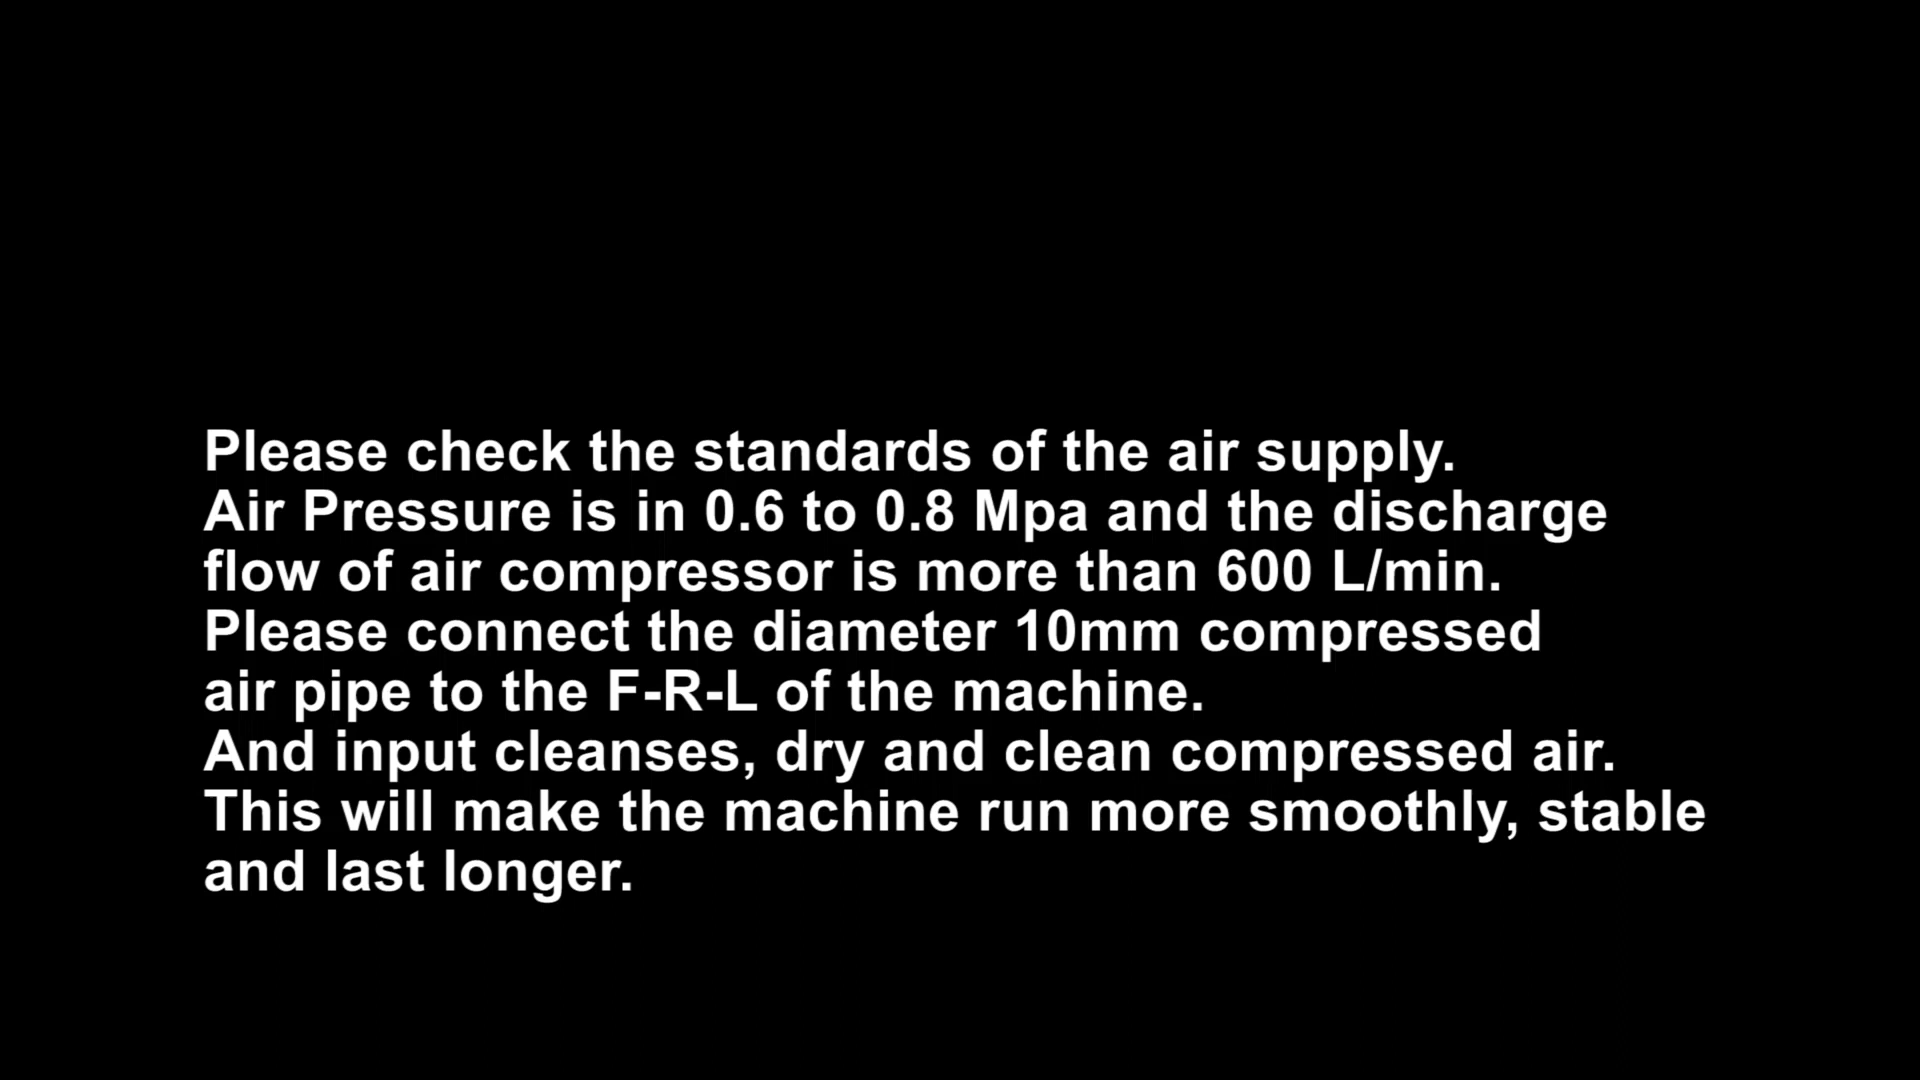 Please check the standards of the air supply.
Air Pressure is in 0.6 to 0.8 Mpa and the discharge
flow of air compressor is more than 600 L/min.
Please connect the diameter 10mm compressed
air pipe to the F-R-L of the machine.
And input cleanses, dry and clean compressed air.
This will make the machine run more smoothly, stable
and last longer.